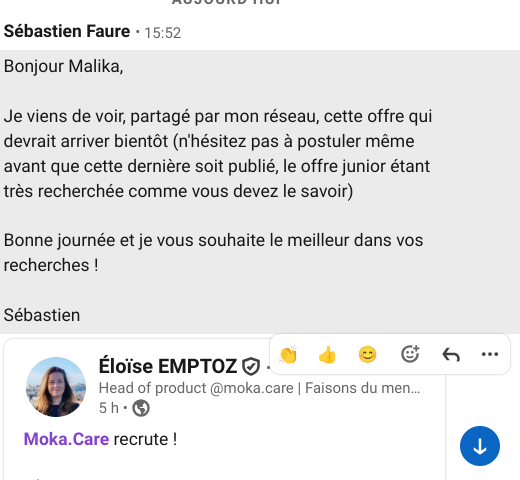 AUJOURD'HUI
Sébastien Faure • 15:52
Bonjour Malika,
Je viens de voir, partagé par mon réseau, cette offre qui
devrait arriver bientôt (n'hésitez pas à postuler même
avant que cette dernière soit publié, le offre junior étant
très recherchée comme vous devez le savoir)
Bonne journée et je vous souhaite le meilleur dans vos
recherches !
Sébastien
Éloïse EMPTOZ
Head of product @moka.care | Faisons du men...
5 h •
Moka.Care recrute !